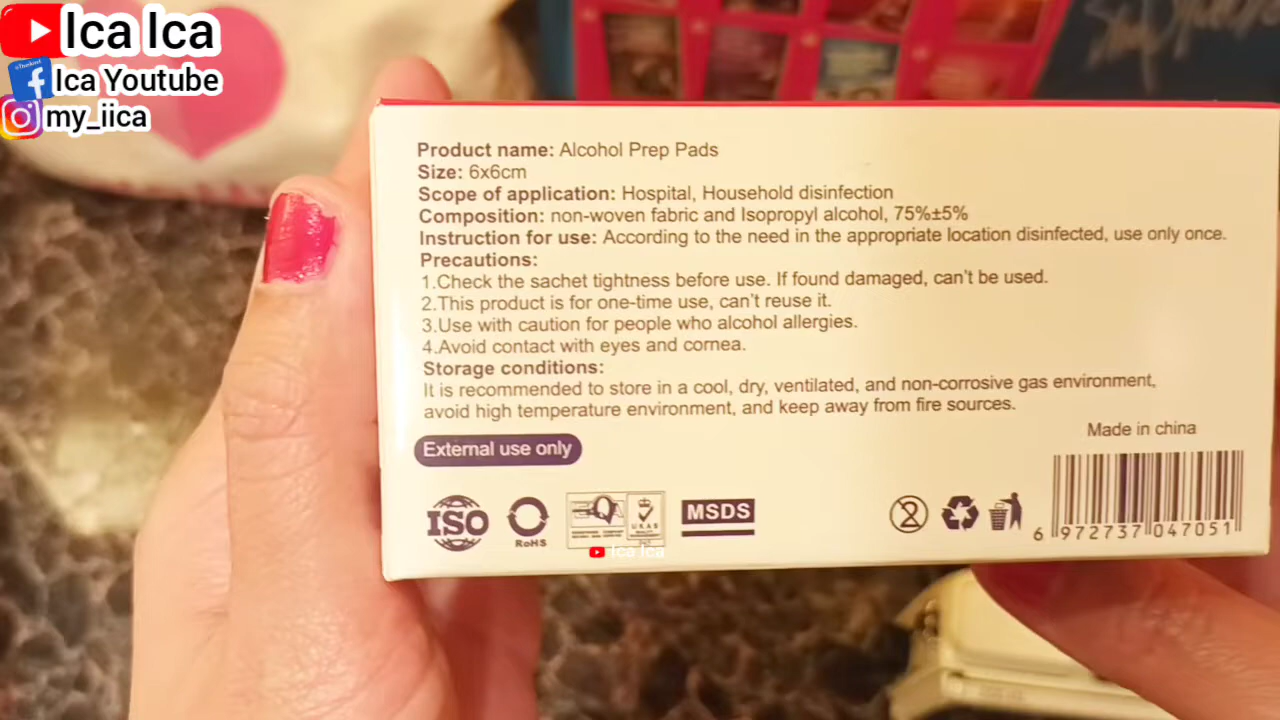 Ica Ica
Ica Youtube
my_iica
Product name: Alcohol Prep Pads
Size: 6x6cm
Scope of application: Hospital, Household disinfection
Composition: non-woven fabric and Isopropyl alcohol, 75%±5%
Instruction for use: According to the need in the appropriate location disinfected, use only once.
Precautions:
1.Check the sachet tightness before use. If found damaged, can't be used.
2.This product is for one-time use, can't reuse it.
3.Use with caution for people who alcohol allergies.
4.Avoid contact with eyes and cornea.
Storage conditions:
It is recommended to store in a cool, dry, ventilated, and non-corrosive gas environment,
avoid high temperature environment, and keep away from fire sources.
Made in china
External use only
ISO
RoHS
UKAS
MSDS
6 972737 047051
Ica Ica